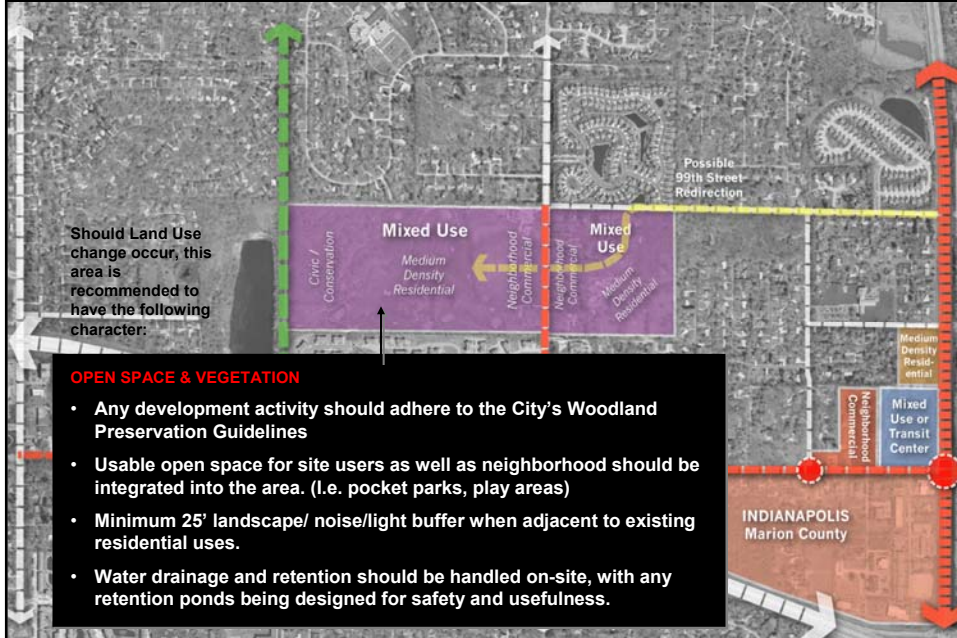 Possible
99th Street
Redirection
Should Land Use
change occur, this
area is
recommended to
have the following
character:
Civic /
Conservation
Mixed Use
Medium
Density
Residential
Neighborhood
Commercial
Neighborhood
Commercial
Mixed
Use
Medium
Density
Residential
OPEN SPACE & VEGETATION
• Any development activity should adhere to the City's Woodland
Preservation Guidelines
• Usable open space for site users as well as neighborhood should be
integrated into the area. (I.e. pocket parks, play areas)
• Minimum 25' landscape/ noise/light buffer when adjacent to existing
residential uses.
• Water drainage and retention should be handled on-site, with any
retention ponds being designed for safety and usefulness.
Medium
Density
Resid-
ential
Neighborhood
Commercial
Mixed
Use or
Transit
Center
INDIANAPOLIS
Marion County